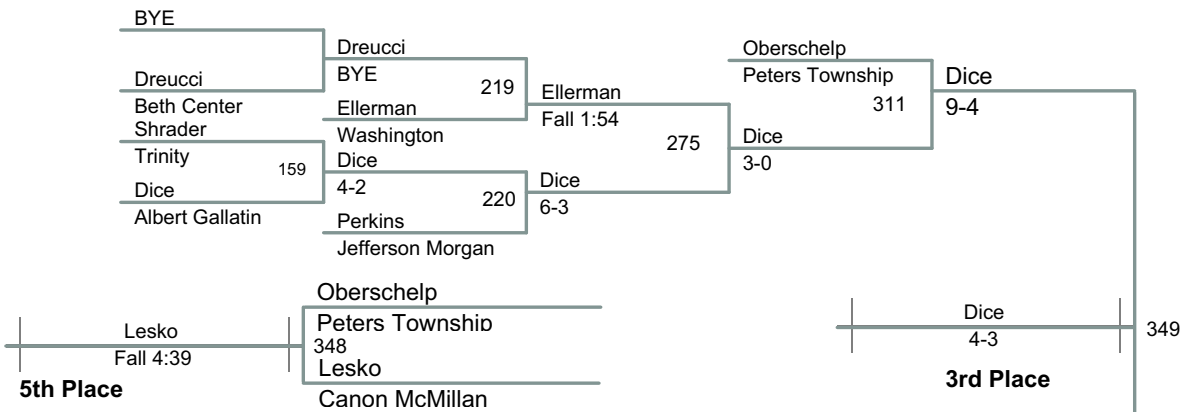 BYE
Dreucci
Beth Center
Shrader
Trinity
159
Dice
Albert Gallatin
Dreucci
BYE
219
Ellerman
Washington
Dice
4-2
220
Perkins
Jefferson Morgan
Ellerman
Fall 1:54
275
Dice
6-3
Oberschelp
Peters Township
311
Dice
3-0
Dice
9-4
Lesko
Fall 4:39
5th Place
Oberschelp
Peters Township
348
Lesko
Canon McMillan
Dice
4-3
349
3rd Place